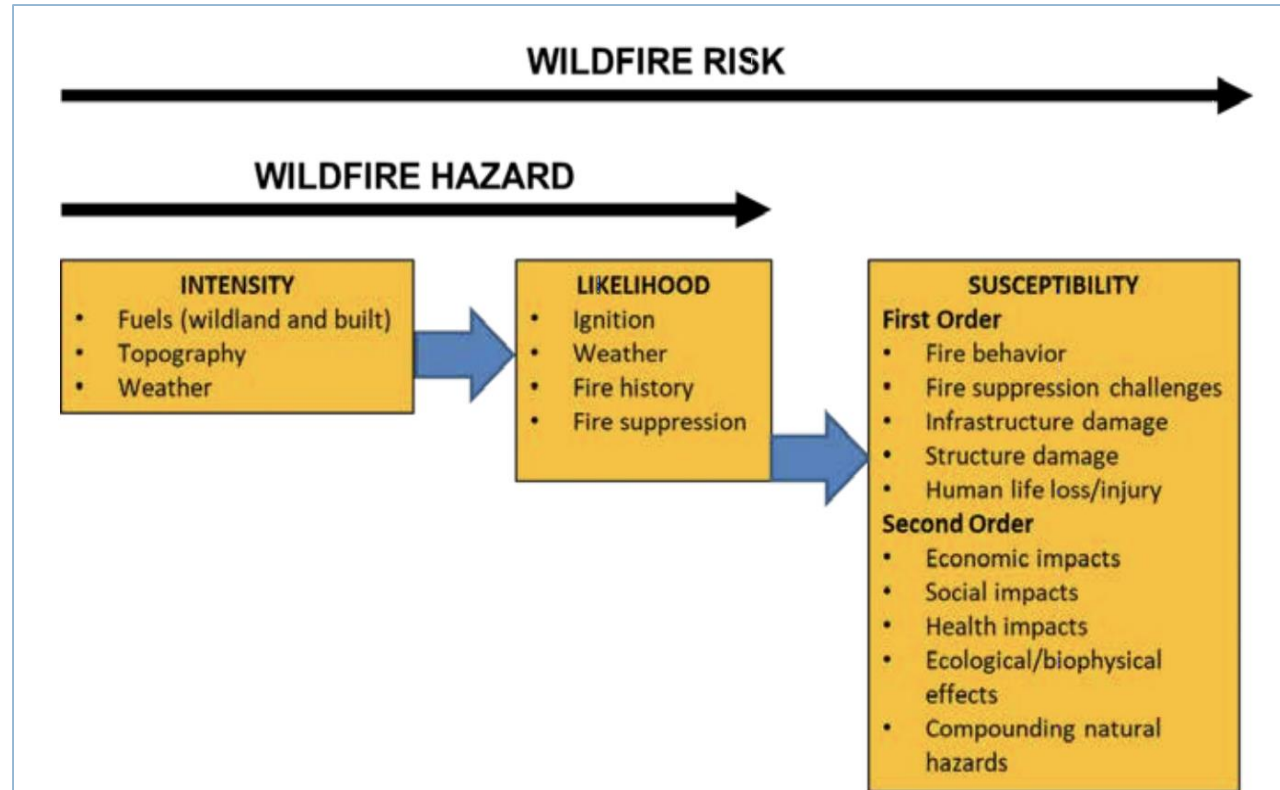 WILDFIRE RISK
WILDFIRE HAZARD
INTENSITY
• Fuels (wildland and built)
• Topography
• Weather
LIKELIHOOD
• Ignition
• Weather
• Fire history
• Fire suppression
SUSCEPTIBILITY
First Order
• Fire behavior
• Fire suppression challenges
• Infrastructure damage
• Structure damage
• Human life loss/injury
Second Order
• Economic impacts
• Social impacts
• Health impacts
• Ecological/biophysical
effects
• Compounding natural
hazards